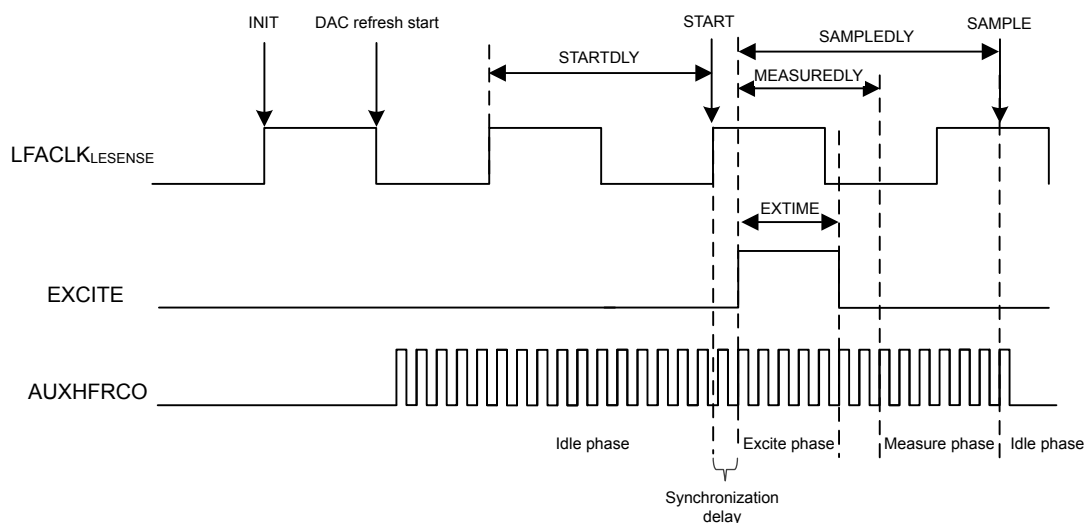 INIT
DAC refresh start
START
SAMPLE
SAMPLEDLY
STARTDLY
MEASUREDLY
LFACLKLESENSE
EXTIME
EXCITE
AUXHFRCO
Idle phase
Excite phase
Measure phase
Idle phase
Synchronization
delay